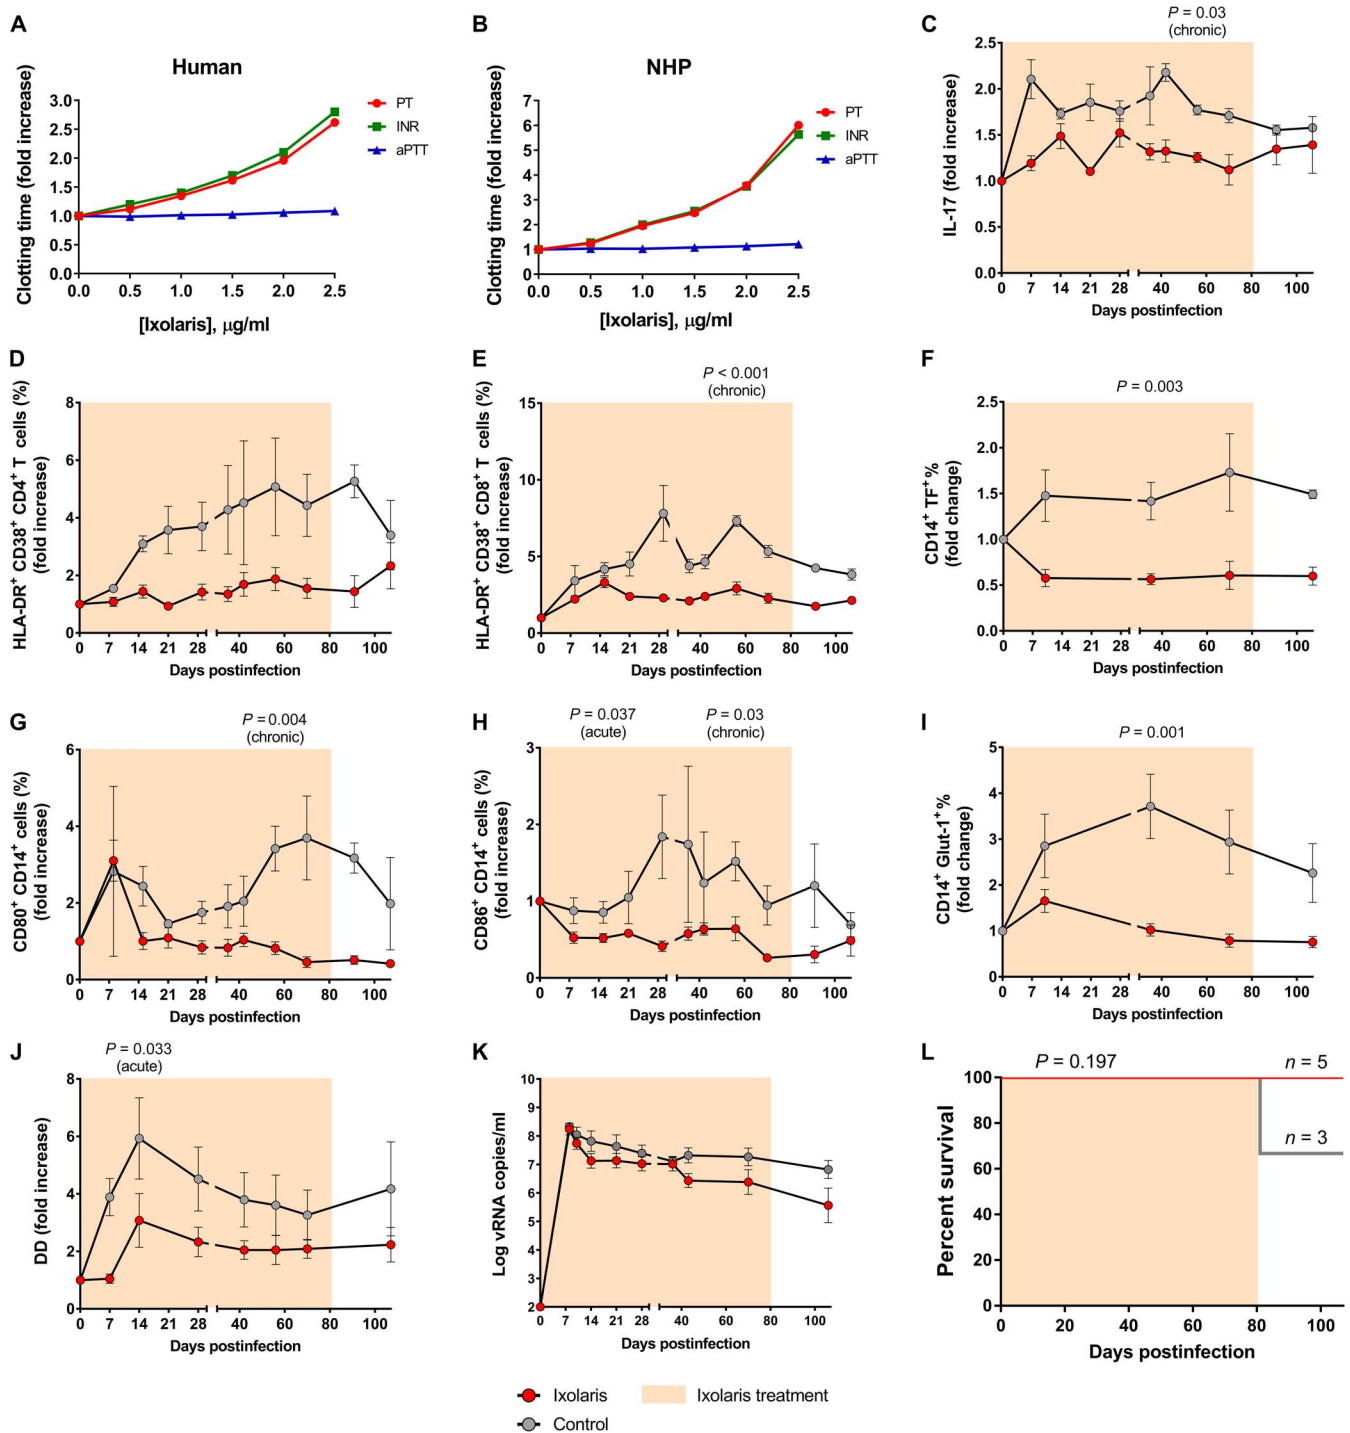 A
Human
Clotting time (fold increase)
3.0
2.5
2.0
1.5
1.0
0.5
0.0
0.0 0.5 1.0 1.5 2.0 2.5
[Ixolaris], μg/ml
PT
INR
aPTT
B
NHP
Clotting time (fold increase)
7
6
5
4
3
2
1
0
0.0 0.5 1.0 1.5 2.0 2.5
[Ixolaris], μg/ml
PT
INR
aPTT
C
P = 0.03
(chronic)
IL-17 (fold increase)
2.5
2.0
1.5
1.0
0.5
0.0
0 7 14 21 28 40 60 80 100
Days postinfection
D
HLA-DR+ CD38+ CD4+ T cells (%)
(fold increase)
8
6
4
2
0
0 7 14 21 28 40 60 80 100
Days postinfection
E
P < 0.001
(chronic)
HLA-DR+ CD38+ CD8+ T cells (%)
(fold increase)
15
10
5
0
0 7 14 21 28 40 60 80 100
Days postinfection
F
P = 0.003
CD14+ TF+%
(fold change)
2.5
2.0
1.5
1.0
0.5
0.0
0 7 14 21 28 40 60 80 100
Days postinfection
G
P = 0.004
(chronic)
CD80+ CD14+ cells (%)
(fold increase)
6
4
2
0
0 7 14 21 28 40 60 80 100
Days postinfection
H
P = 0.037
(acute)
P = 0.03
(chronic)
CD86+ CD14+ cells (%)
(fold increase)
3
2
1
0
0 7 14 21 28 40 60 80 100
Days postinfection
I
P = 0.001
CD14+ Glut-1+%
(fold change)
5
4
3
2
1
0
0 7 14 21 28 40 60 80 100
Days postinfection
J
P = 0.033
(acute)
DD (fold increase)
8
6
4
2
0
0 7 14 21 28 40 60 80 100
Days postinfection
K
Log vRNA copies/ml
10
9
8
7
6
5
4
3
2
0 7 14 21 28 40 60 80 100
Days postinfection
L
P = 0.197
n = 5
n = 3
Percent survival
100
80
60
40
20
0
0 20 40 60 80 100
Days postinfection
Ixolaris
Ixolaris treatment
Control